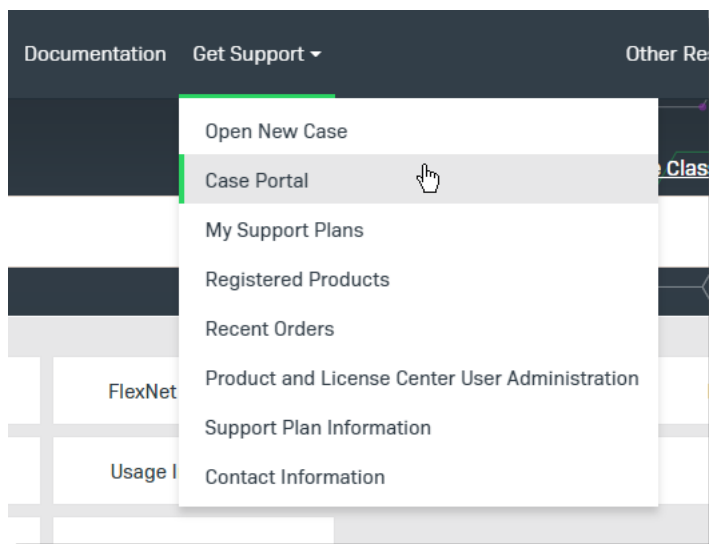 Documentation Get Support Other Re
Open New Case
Clas
Case Portal
My Support Plans
Registered Products
Recent Orders
Product and License Center User Administration
FlexNet
Support Plan Information
Usage I
Contact Information